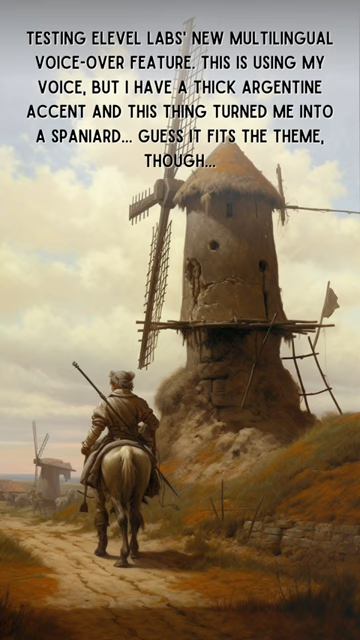 TESTING ELEVEL LABS' NEW MULTILINGUAL
VOICE-OVER FEATURE. THIS IS USING MY
VOICE, BUT I HAVE A THICK ARGENTINE
ACCENT AND THIS THING TURNED ME INTO
A SPANIARD... GUESS IT FITS THE THEME,
THOUGH...